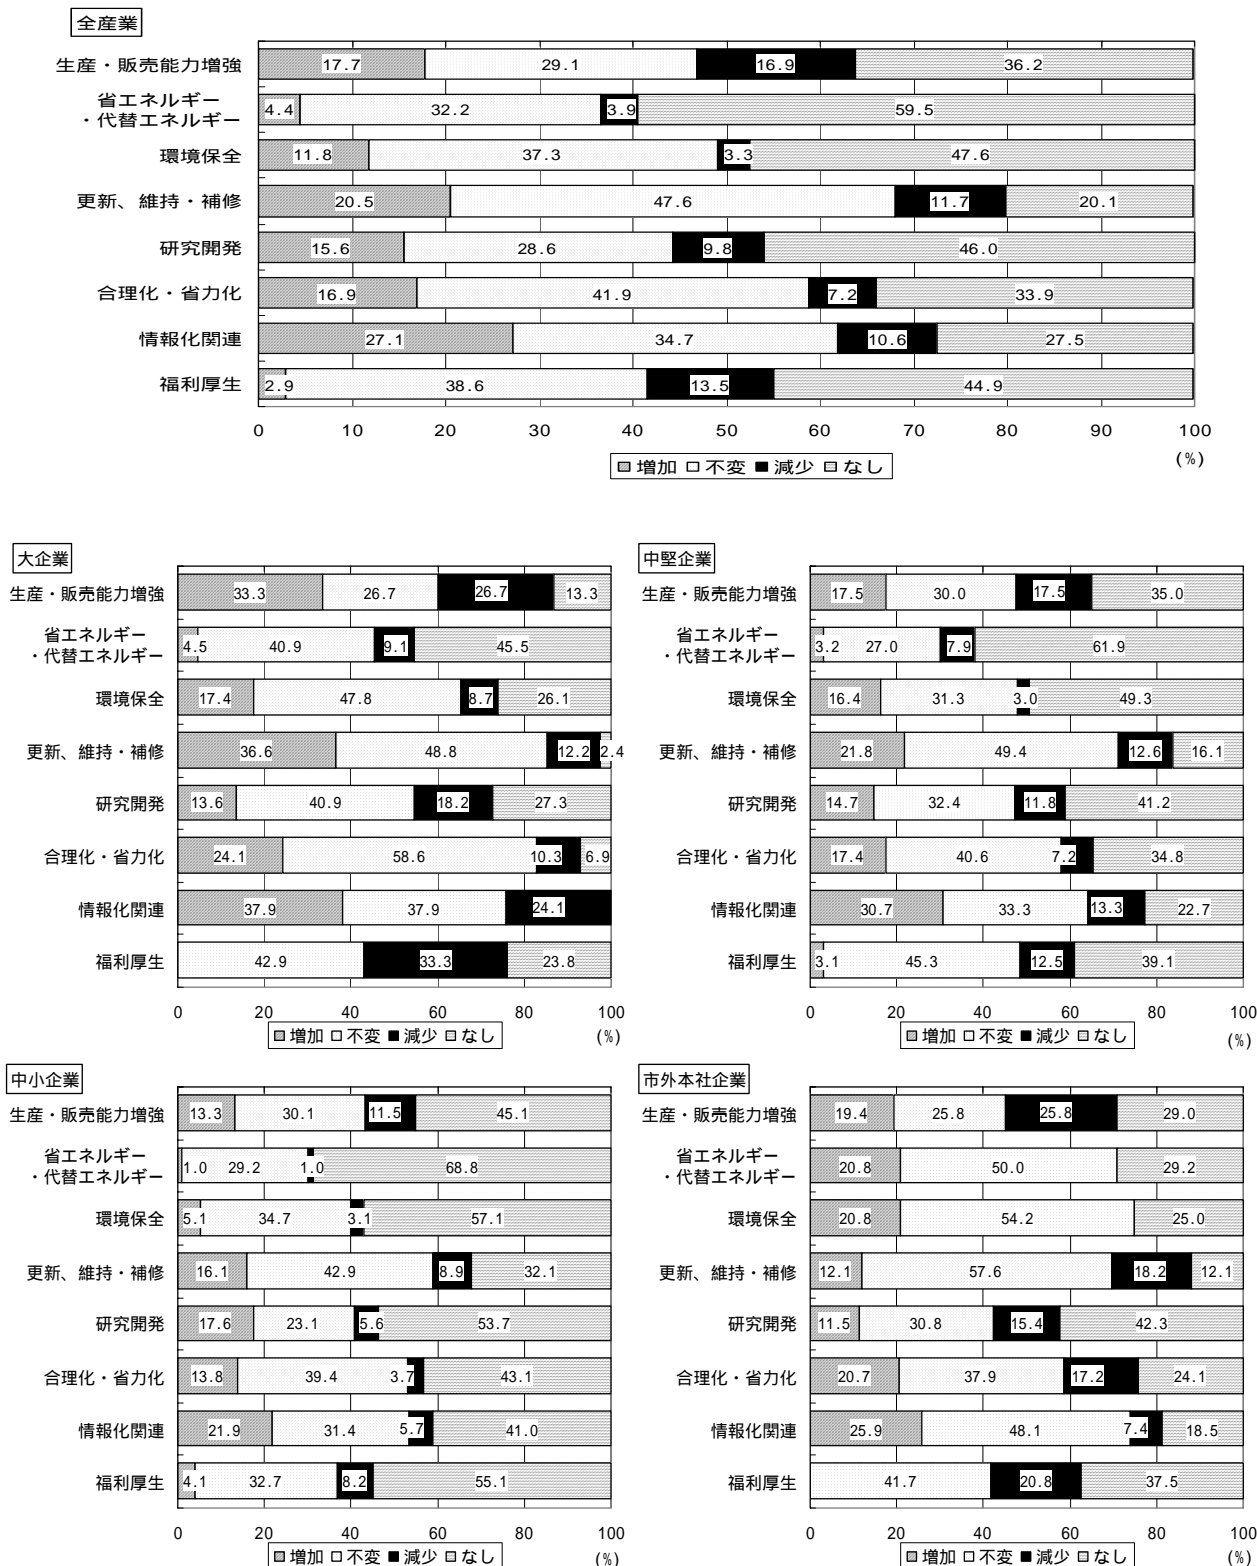 全産業
生産・販売能力増強
17.7 29.1 16.9 36.2
省エネルギー
・代替エネルギー
4.4 32.2 3.9 59.5
環境保全
11.8 37.3 3.3 47.6
更新、維持・補修
20.5 47.6 11.7 20.1
研究開発
15.6 28.6 9.8 46.0
合理化・省力化
16.9 41.9 7.2 33.9
情報化関連
27.1 34.7 10.6 27.5
福利厚生
2.9 38.6 13.5 44.9
0 10 20 30 40 50 60 70 80 90 100
(%)
増加 不変 減少 なし
大企業
生産・販売能力増強
33.3 26.7 26.7 13.3
省エネルギー
・代替エネルギー
4.5 40.9 9.1 45.5
環境保全
17.4 47.8 8.7 26.1
更新、維持・補修
36.6 48.8 12.2 2.4
研究開発
13.6 40.9 18.2 27.3
合理化・省力化
24.1 58.6 10.3 6.9
情報化関連
37.9 37.9 24.1
福利厚生
42.9 33.3 23.8
0 20 40 60 80 100
(%)
増加 不変 減少 なし
中堅企業
生産・販売能力増強
17.5 30.0 17.5 35.0
省エネルギー
・代替エネルギー
3.2 27.0 7.9 61.9
環境保全
16.4 31.3 3.0 49.3
更新、維持・補修
21.8 49.4 12.6 16.1
研究開発
14.7 32.4 11.8 41.2
合理化・省力化
17.4 40.6 7.2 34.8
情報化関連
30.7 33.3 13.3 22.7
福利厚生
3.1 45.3 12.5 39.1
0 20 40 60 80 100
(%)
増加 不変 減少 なし
中小企業
生産・販売能力増強
13.3 30.1 11.5 45.1
省エネルギー
・代替エネルギー
1.0 29.2 1.0 68.8
環境保全
5.1 34.7 3.1 57.1
更新、維持・補修
16.1 42.9 8.9 32.1
研究開発
17.6 23.1 5.6 53.7
合理化・省力化
13.8 39.4 3.7 43.1
情報化関連
21.9 31.4 5.7 41.0
福利厚生
4.1 32.7 8.2 55.1
0 20 40 60 80 100
(%)
増加 不変 減少 なし
市外本社企業
生産・販売能力増強
19.4 25.8 25.8 29.0
省エネルギー
・代替エネルギー
20.8 50.0 29.2
環境保全
20.8 54.2 25.0
更新、維持・補修
12.1 57.6 18.2 12.1
研究開発
11.5 30.8 15.4 42.3
合理化・省力化
20.7 37.9 17.2 24.1
情報化関連
25.9 48.1 7.4 18.5
福利厚生
41.7 20.8 37.5
0 20 40 60 80 100
(%)
増加 不変 減少 なし